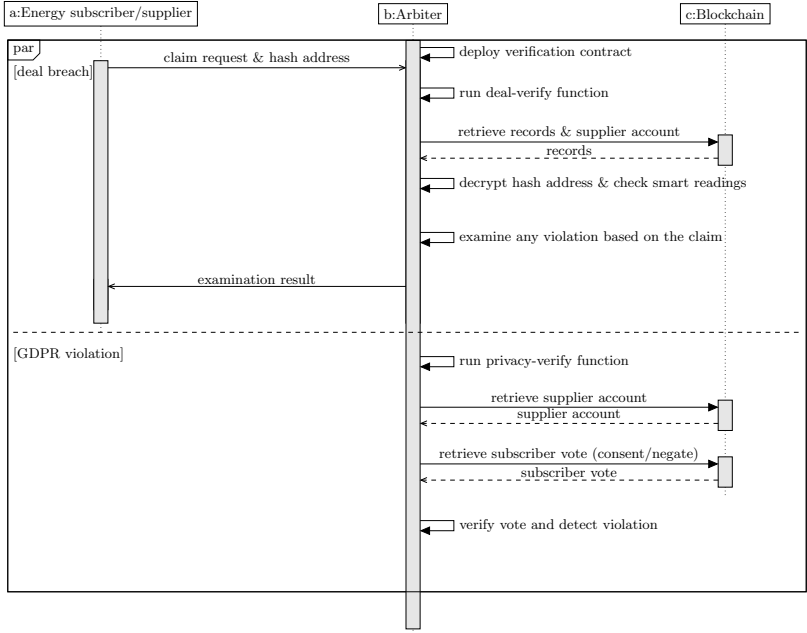 a:Energy subscriber/supplier
b:Arbiter
c:Blockchain
par
[deal breach]
deploy verification contract
claim request & hash address
run deal-verify function
retrieve records & supplier account
records
decrypt hash address & check smart readings
examine any violation based on the claim
examination result
[GDPR violation]
run privacy-verify function
retrieve supplier account
supplier account
retrieve subscriber vote (consent/negate)
subscriber vote
verify vote and detect violation